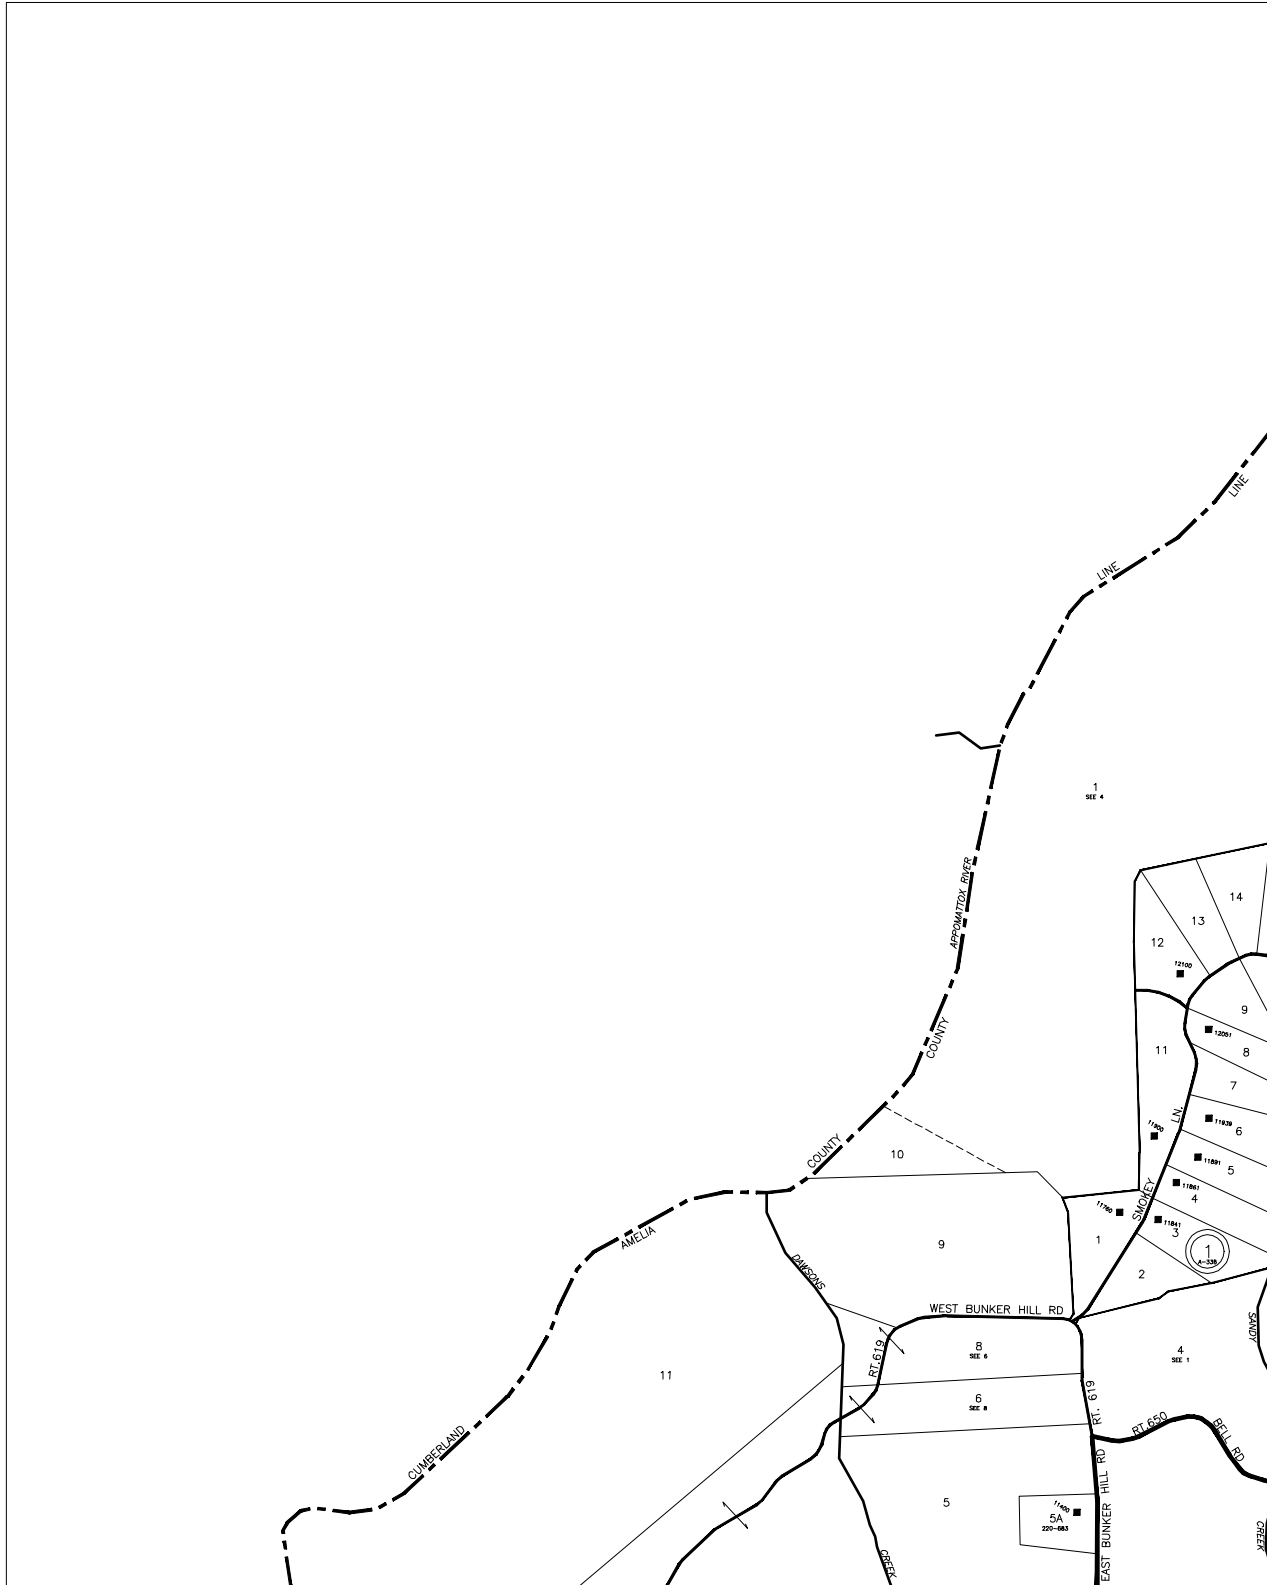 LINE
LINE
1
SEE 4
APPOMATTOX RIVER
14
13
12
12100
9
COUNTY
12051
11
8
7
LN.
11939
6
11900
COUNTY
10
11891
5
11861
4
SMOKEY
11760
11841
3
AMELIA
1
9
1
A-338
DAWSONS
2
WEST BUNKER HILL RD
SANDY
RT.619
8
SEE 6
4
SEE 1
11
6
SEE 8
RT. 619
RT.650
BELL RD
CUMBERLAND
5
11400
5A
220-683
EAST BUNKER HILL RD
CREEK
CREEK